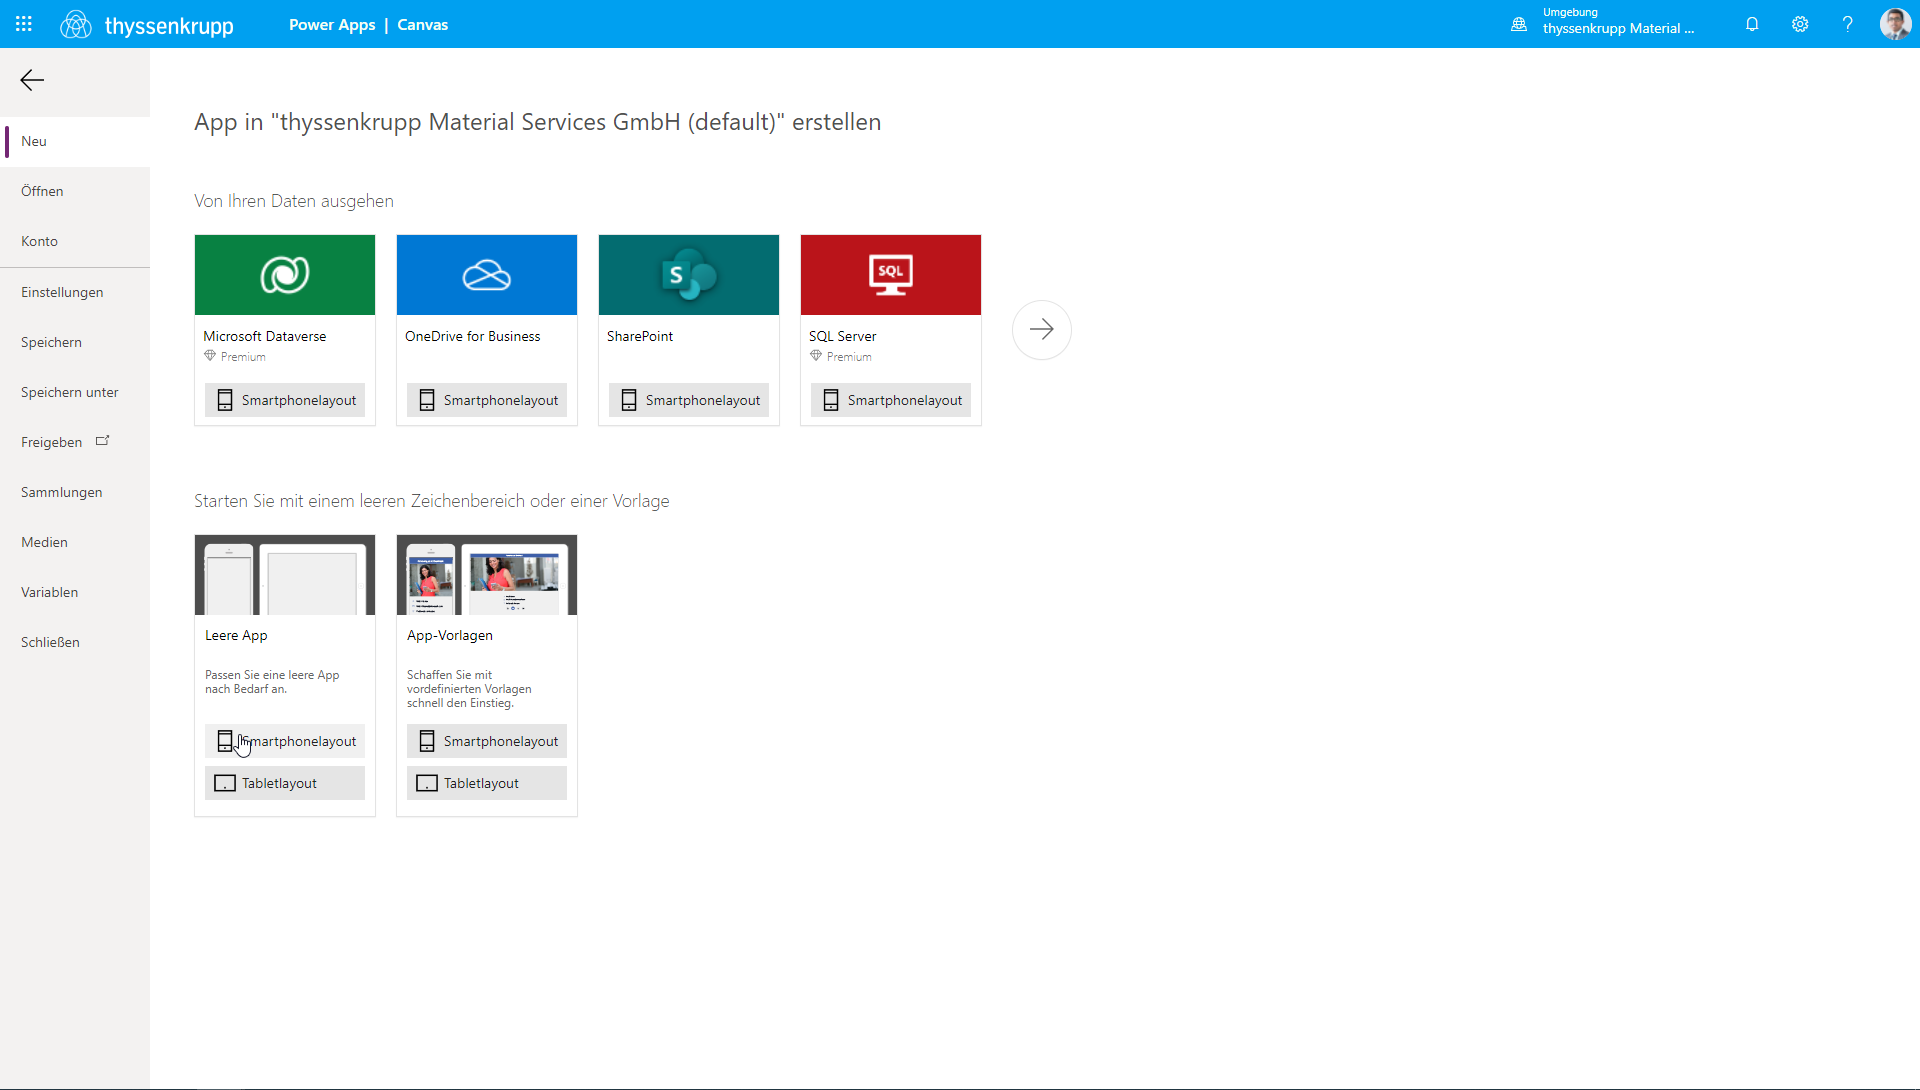 thyssenkrupp
Power Apps | Canvas
Umgebung
thyssenkrupp Material ...
Neu
Öffnen
Konto
Einstellungen
Speichern
Speichern unter
Freigeben
Sammlungen
Medien
Variablen
Schließen
App in "thyssenkrupp Material Services GmbH (default)" erstellen
Von Ihren Daten ausgehen
Microsoft Dataverse
Premium
Smartphonelayout
OneDrive for Business
Smartphonelayout
S
SharePoint
Smartphonelayout
SQL
SQL Server
Premium
Smartphonelayout
Starten Sie mit einem leeren Zeichenbereich oder einer Vorlage
Leere App
Passen Sie eine leere App
nach Bedarf an.
Smartphonelayout
Tabletlayout
App-Vorlagen
Schaffen Sie mit
vordefinierten Vorlagen
schnell den Einstieg.
Smartphonelayout
Tabletlayout